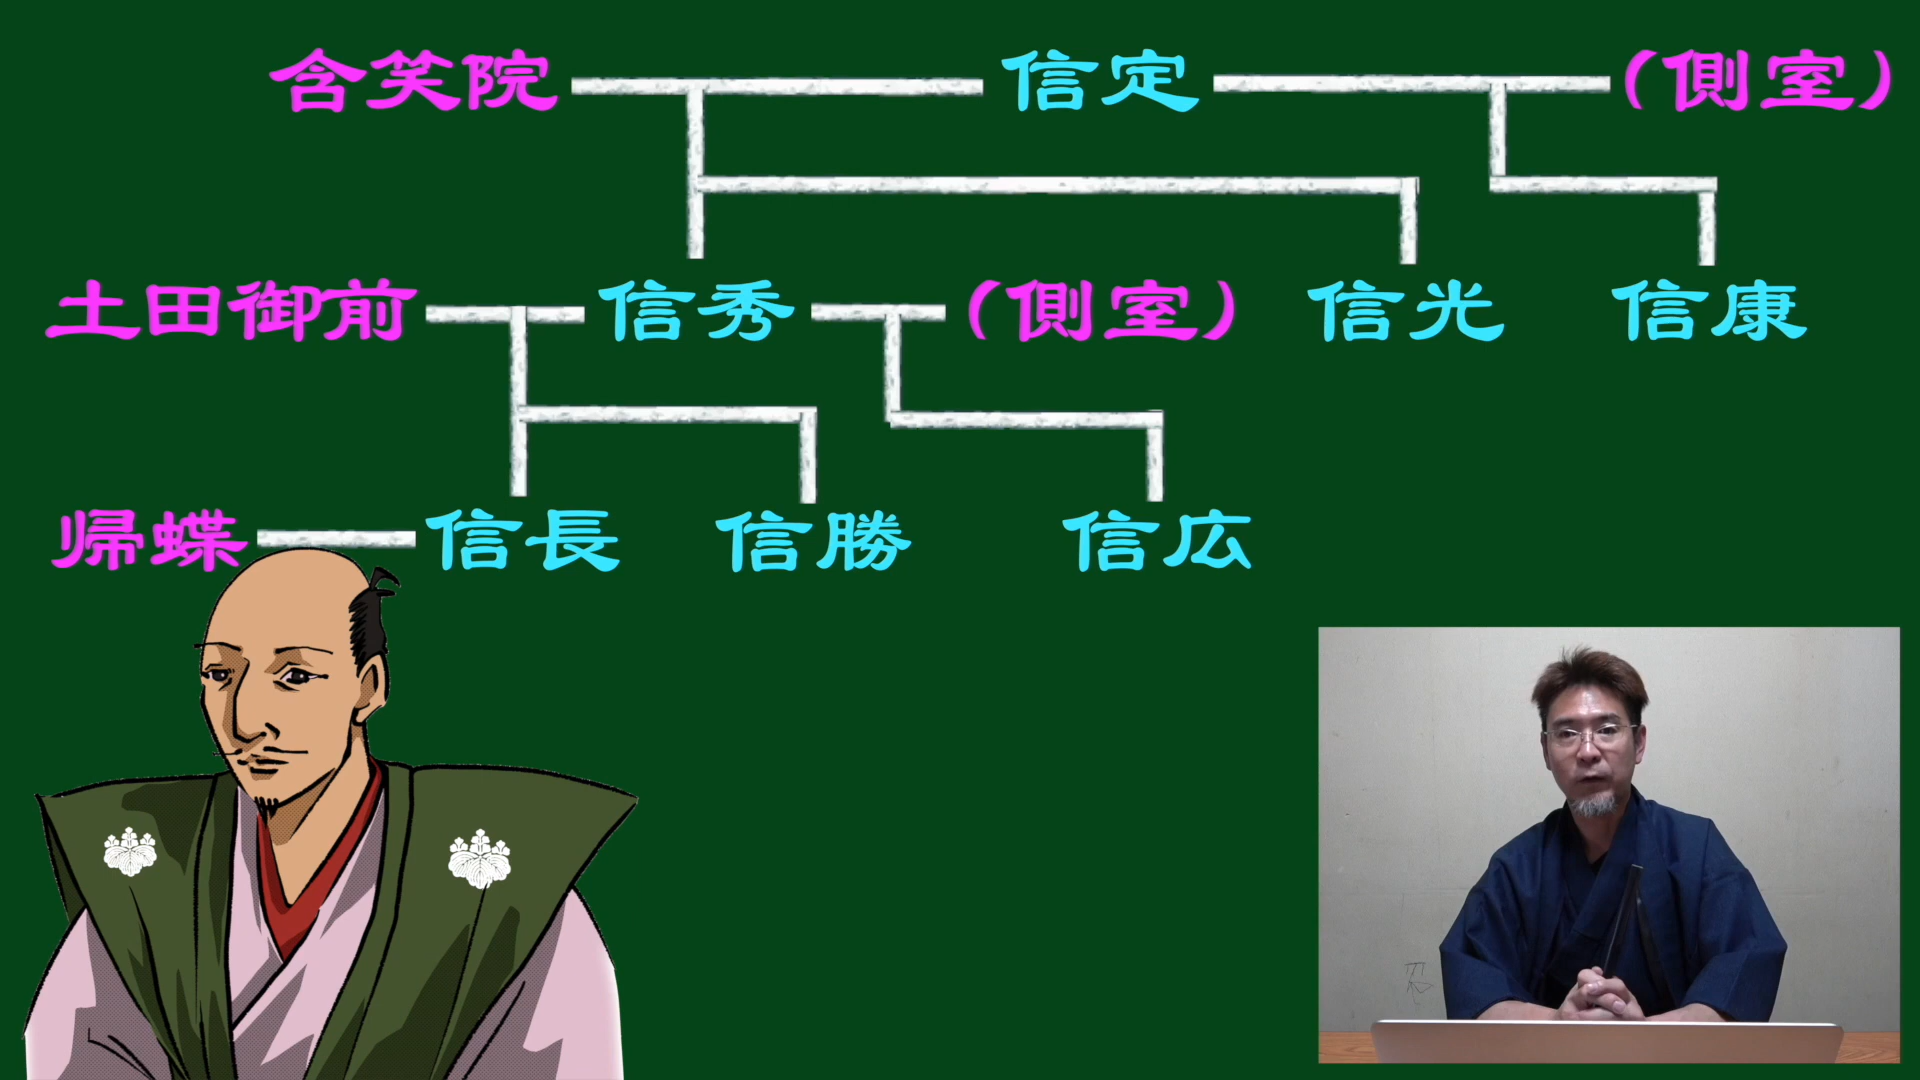 含笑院 信定 (側室)
土田御前 信秀 (側室) 信光 信康
帰蝶 信長 信勝 信広